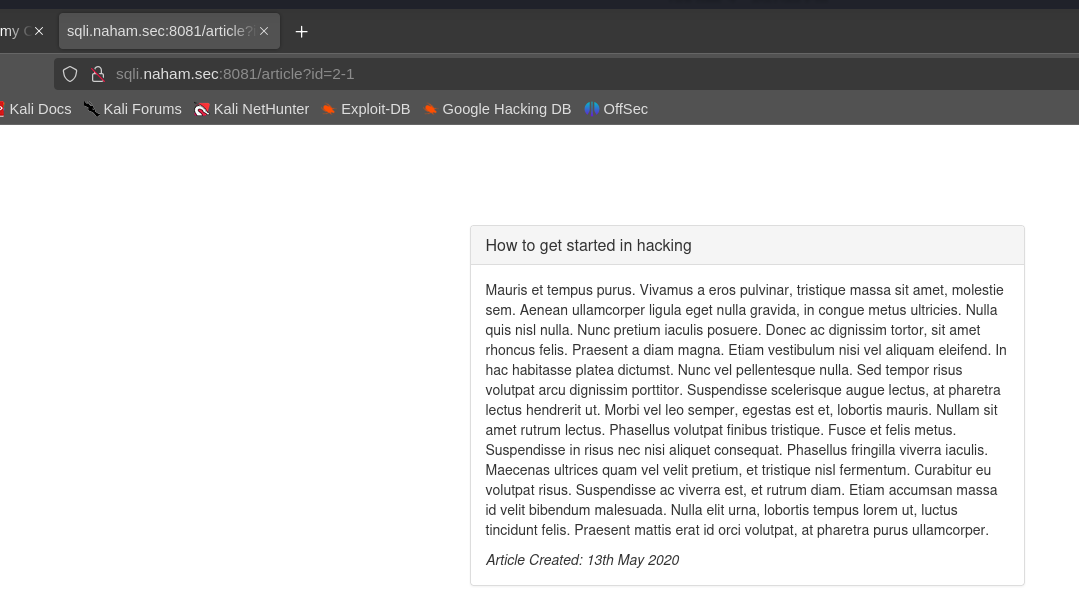 my C
sqli.naham.sec:8081/article?i
sqli.naham.sec:8081/article?id=2-1
Kali Docs Kali Forums Kali NetHunter Exploit-DB Google Hacking DB OffSec
How to get started in hacking
Mauris et tempus purus. Vivamus a eros pulvinar, tristique massa sit amet, molestie
sem. Aenean ullamcorper ligula eget nulla gravida, in congue metus ultricies. Nulla
quis nisl nulla. Nunc pretium iaculis posuere. Donec ac dignissim tortor, sit amet
rhoncus felis. Praesent a diam magna. Etiam vestibulum nisi vel aliquam eleifend. In
hac habitasse platea dictumst. Nunc vel pellentesque nulla. Sed tempor risus
volutpat arcu dignissim porttitor. Suspendisse scelerisque augue lectus, at pharetra
lectus hendrerit ut. Morbi vel leo semper, egestas est et, lobortis mauris. Nullam sit
amet rutrum lectus. Phasellus volutpat finibus tristique. Fusce et felis metus.
Suspendisse in risus nec nisi aliquet consequat. Phasellus fringilla viverra iaculis.
Maecenas ultrices quam vel velit pretium, et tristique nisl fermentum. Curabitur eu
volutpat risus. Suspendisse ac viverra est, et rutrum diam. Etiam accumsan massa
id velit bibendum malesuada. Nulla elit urna, lobortis tempus lorem ut, luctus
tincidunt felis. Praesent mattis erat id orci volutpat, at pharetra purus ullamcorper.
Article Created: 13th May 2020